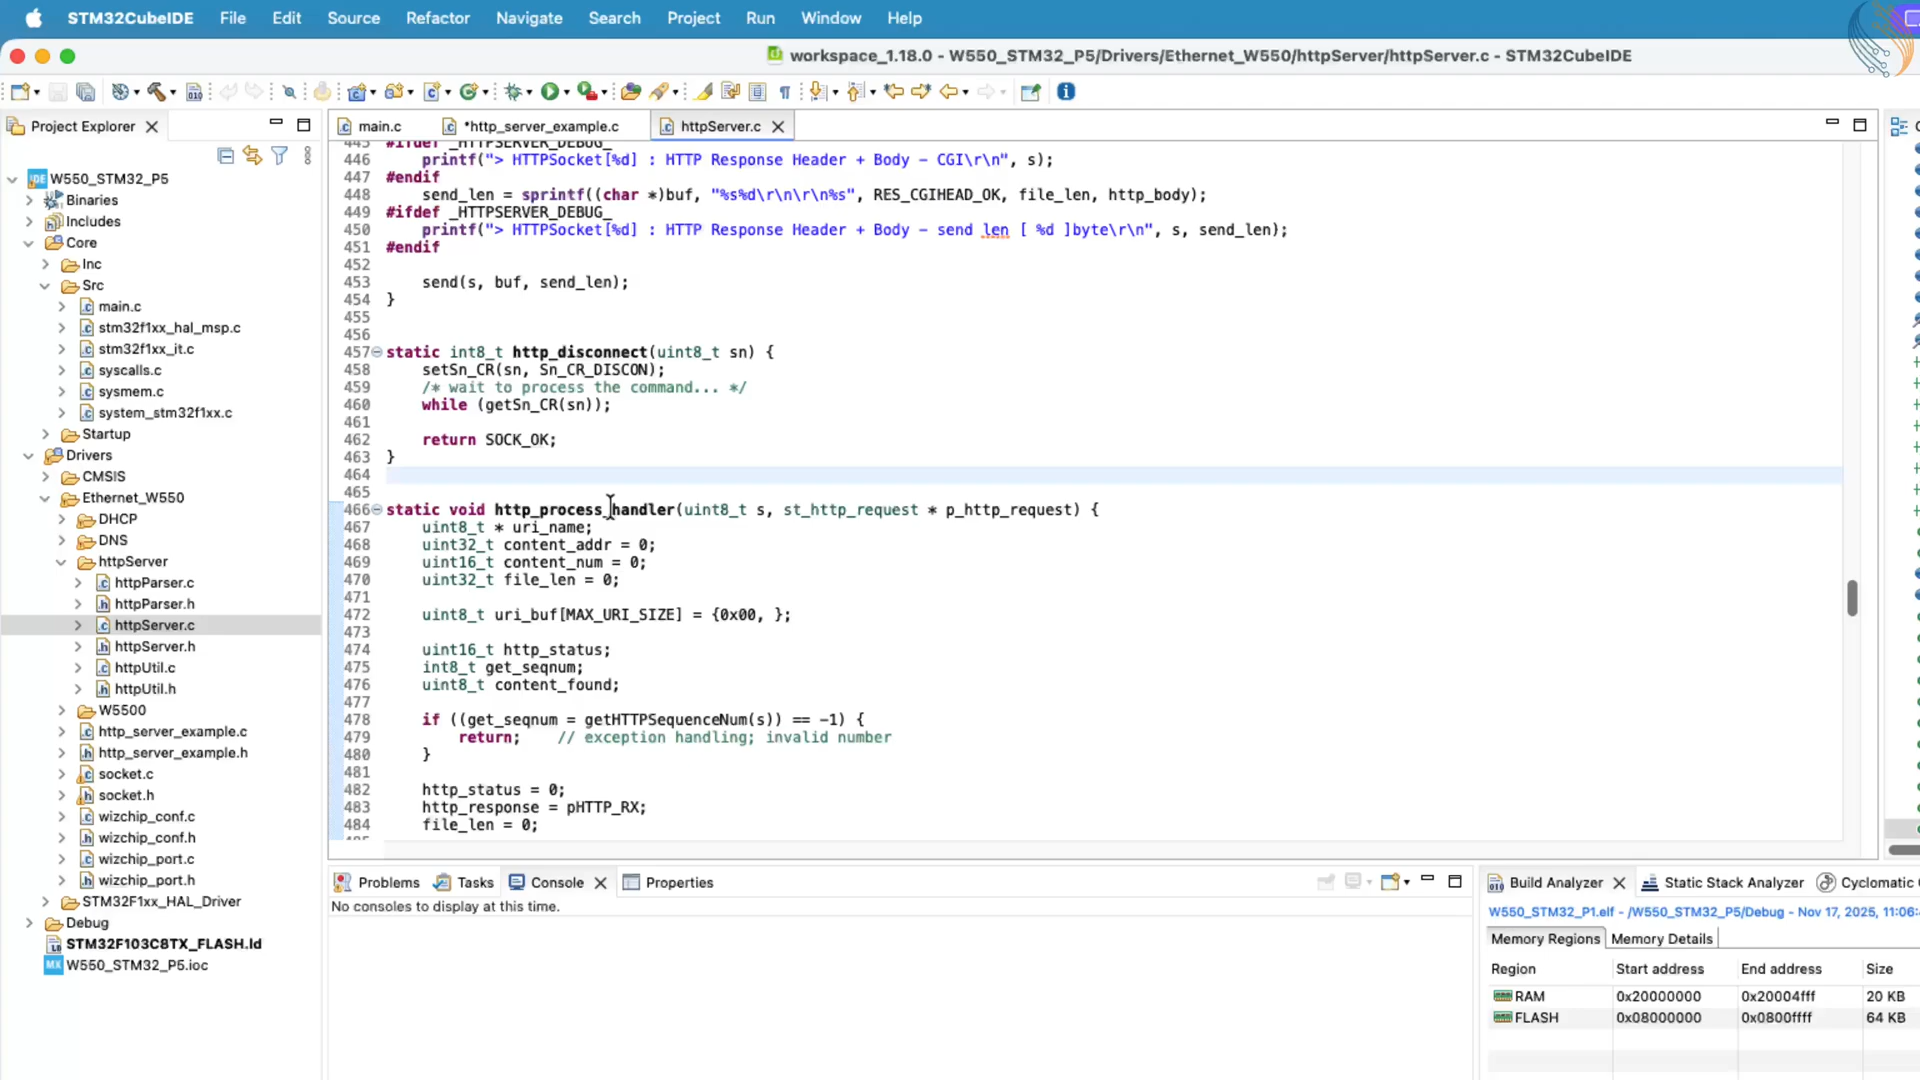 STM32CubeIDE File Edit Source Refactor Navigate Search Project Run Window Help
workspace_1.18.0 - W550_STM32_P5/Drivers/Ethernet_W550/httpServer/httpServer.c - STM32CubeIDE
Project Explorer
W550_STM32_P5
Binaries
Includes
Core
Inc
Src
main.c
stm32f1xx_hal_msp.c
stm32f1xx_it.c
syscalls.c
sysmem.c
system_stm32f1xx.c
Startup
Drivers
CMSIS
Ethernet_W550
DHCP
DNS
httpServer
httpParser.c
httpParser.h
httpServer.c
httpServer.h
httpUtil.c
httpUtil.h
W5500
http_server_example.c
http_server_example.h
socket.c
socket.h
wizchip_conf.c
wizchip_conf.h
wizchip_port.c
wizchip_port.h
STM32F1xx_HAL_Driver
Debug
STM32F103C8TX_FLASH.ld
W550_STM32_P5.ioc
main.c *http_server_example.c httpServer.c
445 #ifdef _HTTPSERVER_DEBUG_
446 printf("> HTTPSocket[%d] : HTTP Response Header + Body - CGI\r\n", s);
447 #endif
448 send_len = sprintf((char *)buf, "%s%d\r\n\r\n%s", RES_CGIHEAD_OK, file_len, http_body);
449 #ifdef _HTTPSERVER_DEBUG_
450 printf("> HTTPSocket[%d] : HTTP Response Header + Body - send len [ %d ]byte\r\n", s, send_len);
451 #endif
452
453 send(s, buf, send_len);
454 }
455
456
457 static int8_t http_disconnect(uint8_t sn) {
458 setSn_CR(sn, Sn_CR_DISCON);
459 /* wait to process the command... */
460 while (getSn_CR(sn));
461
462 return SOCK_OK;
463 }
464
465
466 static void http_process_handler(uint8_t s, st_http_request * p_http_request) {
467 uint8_t * uri_name;
468 uint32_t content_addr = 0;
469 uint16_t content_num = 0;
470 uint32_t file_len = 0;
471
472 uint8_t uri_buf[MAX_URI_SIZE] = {0x00, };
473
474 uint16_t http_status;
475 int8_t get_seqnum;
476 uint8_t content_found;
477
478 if ((get_seqnum = getHTTPSequenceNum(s)) == -1) {
479 return; // exception handling; invalid number
480 }
481
482 http_status = 0;
483 http_response = pHTTP_RX;
484 file_len = 0;
Problems Tasks Console Properties
No consoles to display at this time.
Build Analyzer Static Stack Analyzer Cyclomatic
W550_STM32_P1.elf - /W550_STM32_P5/Debug - Nov 17, 2025, 11:06:
Memory Regions Memory Details
Region Start address End address Size
RAM 0x20000000 0x20004fff 20 KB
FLASH 0x08000000 0x0800ffff 64 KB